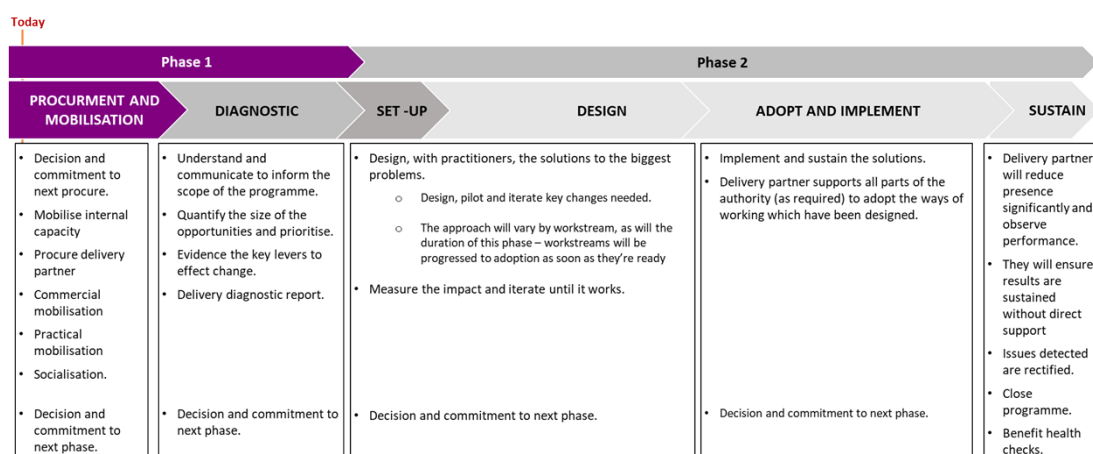 Today
Phase 1
Phase 2
PROCURMENT AND
MOBILISATION
DIAGNOSTIC
SET -UP
DESIGN
ADOPT AND IMPLEMENT
SUSTAIN
• Decision and
commitment to
next procure.
• Mobilise internal
capacity
• Procure delivery
partner
• Commercial
mobilisation
• Practical
mobilisation
• Socialisation.
• Decision and
commitment to
next phase.
• Understand and
communicate to inform the
scope of the programme.
• Quantify the size of the
opportunities and prioritise.
• Evidence the key levers to
effect change.
• Delivery diagnostic report.
• Decision and commitment to
next phase.
• Design, with practitioners, the solutions to the biggest
problems.
o Design, pilot and iterate key changes needed.
o The approach will vary by workstream, as will the
duration of this phase – workstreams will be
progressed to adoption as soon as they're ready
• Measure the impact and iterate until it works.
• Decision and commitment to next phase.
• Implement and sustain the solutions.
• Delivery partner supports all parts of the
authority (as required) to adopt the ways of
working which have been designed.
• Decision and commitment to next phase.
• Delivery partner
will reduce
presence
significantly and
observe
performance.
• They will ensure
results are
sustained
without direct
support
• Issues detected
are rectified.
• Close
programme.
• Benefit health
checks.